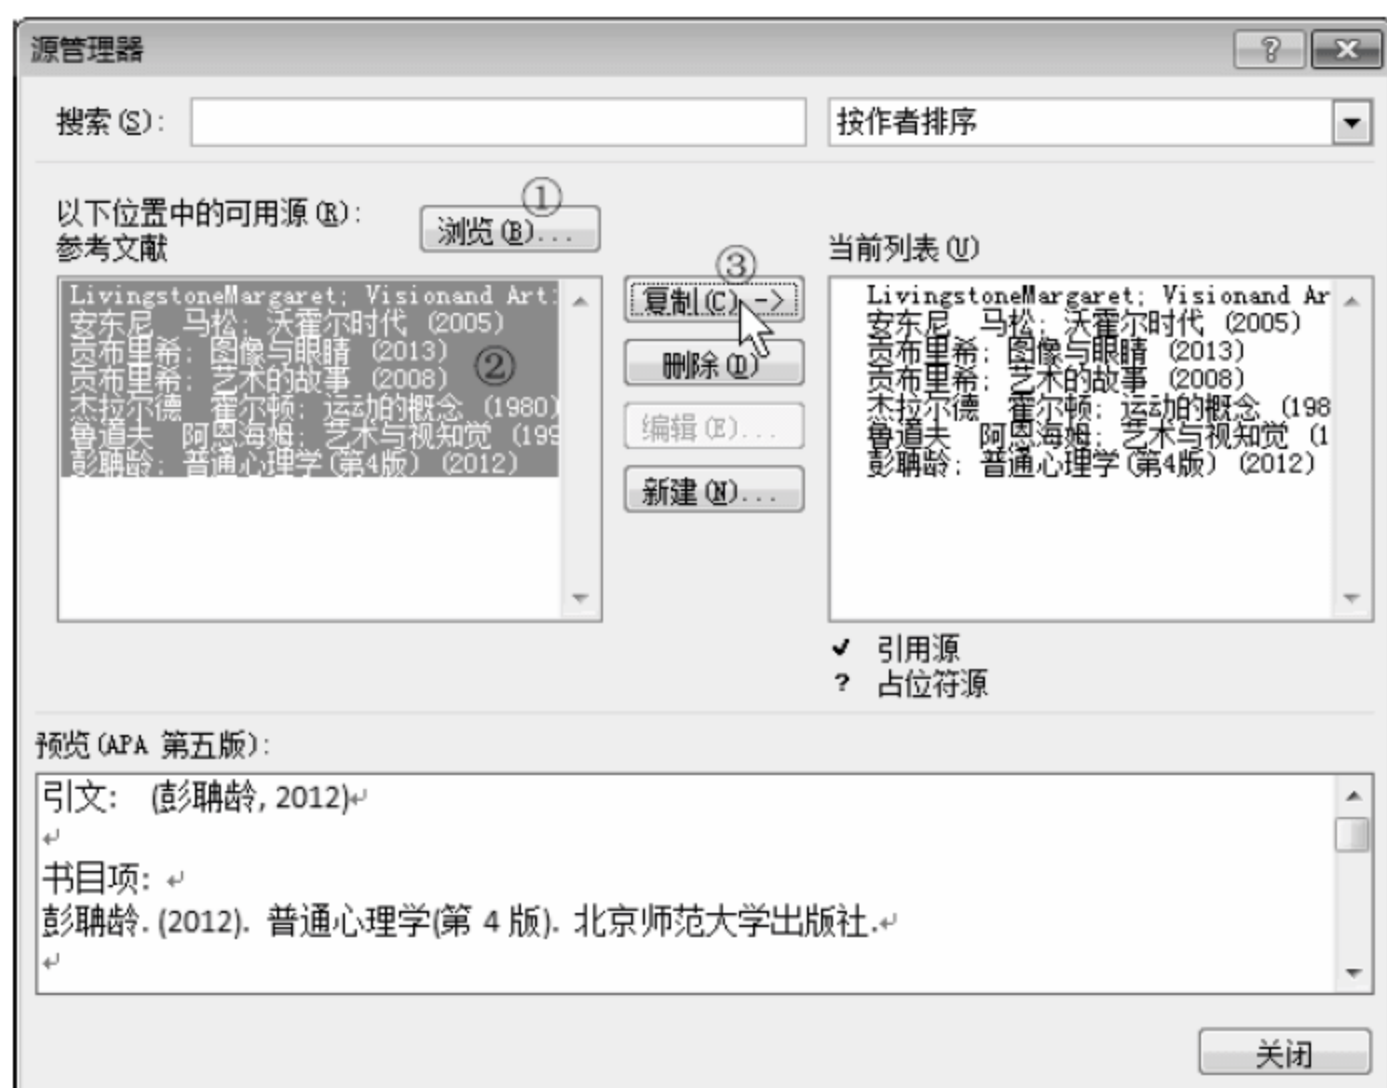 源管理器
搜索(S):
按作者排序
①
以下位置中的可用源(R):
参考文献
浏览(B)...
当前列表(U)
LivingstoneMargaret; Visionand Art:
安东尼 马松; 沃霍尔时代 (2005)
贡布里希; 图像与眼睛 (2013)
贡布里希; 艺术的故事 (2008)
杰拉尔德 霍尔顿; 运动的概念 (1980)
鲁道夫 阿恩海姆; 艺术与视知觉 (199
彭聃龄; 普通心理学(第4版) (2012)
②
③
复制(C) ->
删除(D)
编辑(E)...
新建(N)...
LivingstoneMargaret; Visionand Ar
安东尼 马松; 沃霍尔时代 (2005)
贡布里希; 图像与眼睛 (2013)
贡布里希; 艺术的故事 (2008)
杰拉尔德 霍尔顿; 运动的概念 (198
鲁道夫 阿恩海姆; 艺术与视知觉 (1
彭聃龄; 普通心理学(第4版) (2012)
✓ 引用源
? 占位符源
预览(APA 第五版):
引文: (彭聃龄, 2012)↵
↵
书目项: ↵
彭聃龄. (2012). 普通心理学(第 4 版). 北京师范大学出版社.↵
↵
关闭